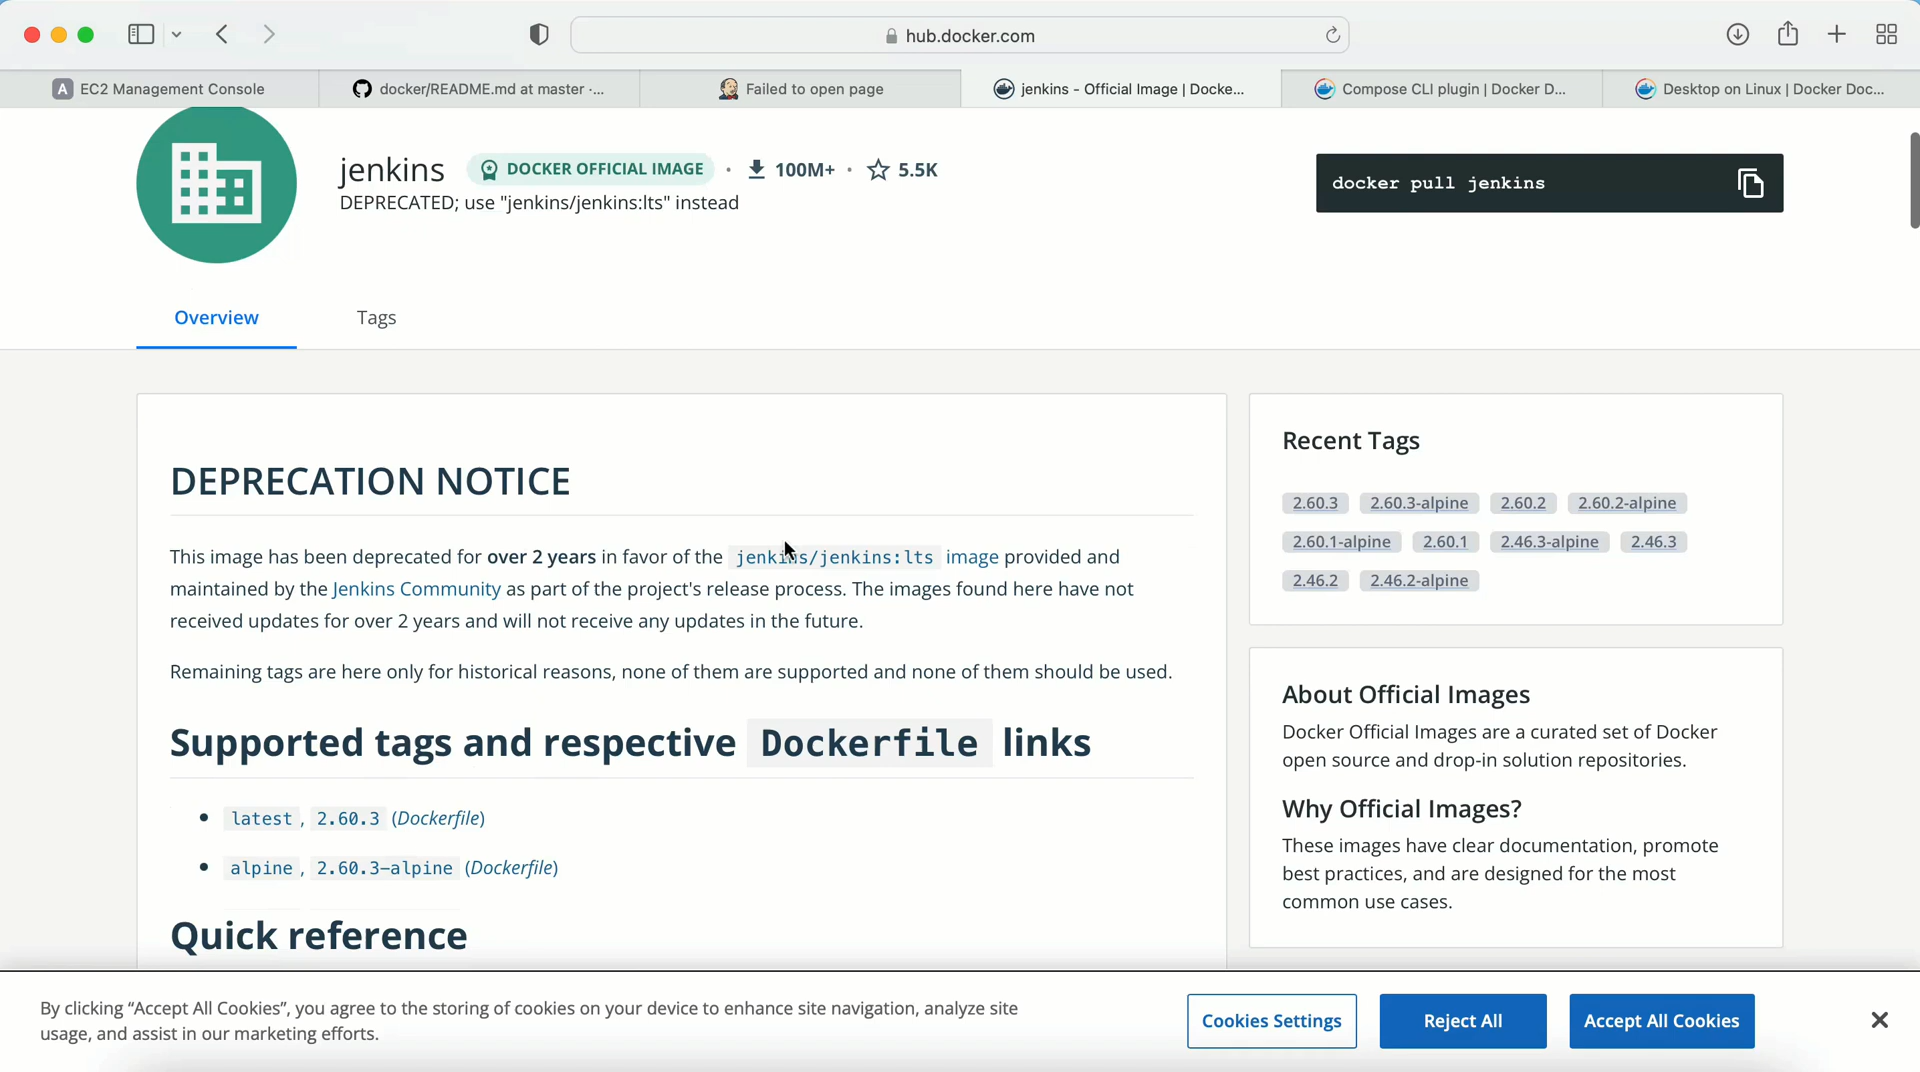 hub.docker.com
A EC2 Management Console
docker/README.md at master ·...
Failed to open page
jenkins - Official Image | Docke...
Compose CLI plugin | Docker D...
Desktop on Linux | Docker Doc...
jenkins
DOCKER OFFICIAL IMAGE
·
100M+
·
5.5K
DEPRECATED; use "jenkins/jenkins:lts" instead
docker pull jenkins
Overview
Tags
DEPRECATION NOTICE
This image has been deprecated for over 2 years in favor of the jenkins/jenkins:lts image provided and
maintained by the Jenkins Community as part of the project's release process. The images found here have not
received updates for over 2 years and will not receive any updates in the future.
Remaining tags are here only for historical reasons, none of them are supported and none of them should be used.
Supported tags and respective Dockerfile links
• latest, 2.60.3 (Dockerfile)
• alpine, 2.60.3-alpine (Dockerfile)
Quick reference
Recent Tags
2.60.3 2.60.3-alpine 2.60.2 2.60.2-alpine
2.60.1-alpine 2.60.1 2.46.3-alpine 2.46.3
2.46.2 2.46.2-alpine
About Official Images
Docker Official Images are a curated set of Docker
open source and drop-in solution repositories.
Why Official Images?
These images have clear documentation, promote
best practices, and are designed for the most
common use cases.
By clicking “Accept All Cookies”, you agree to the storing of cookies on your device to enhance site navigation, analyze site
usage, and assist in our marketing efforts.
Cookies Settings
Reject All
Accept All Cookies